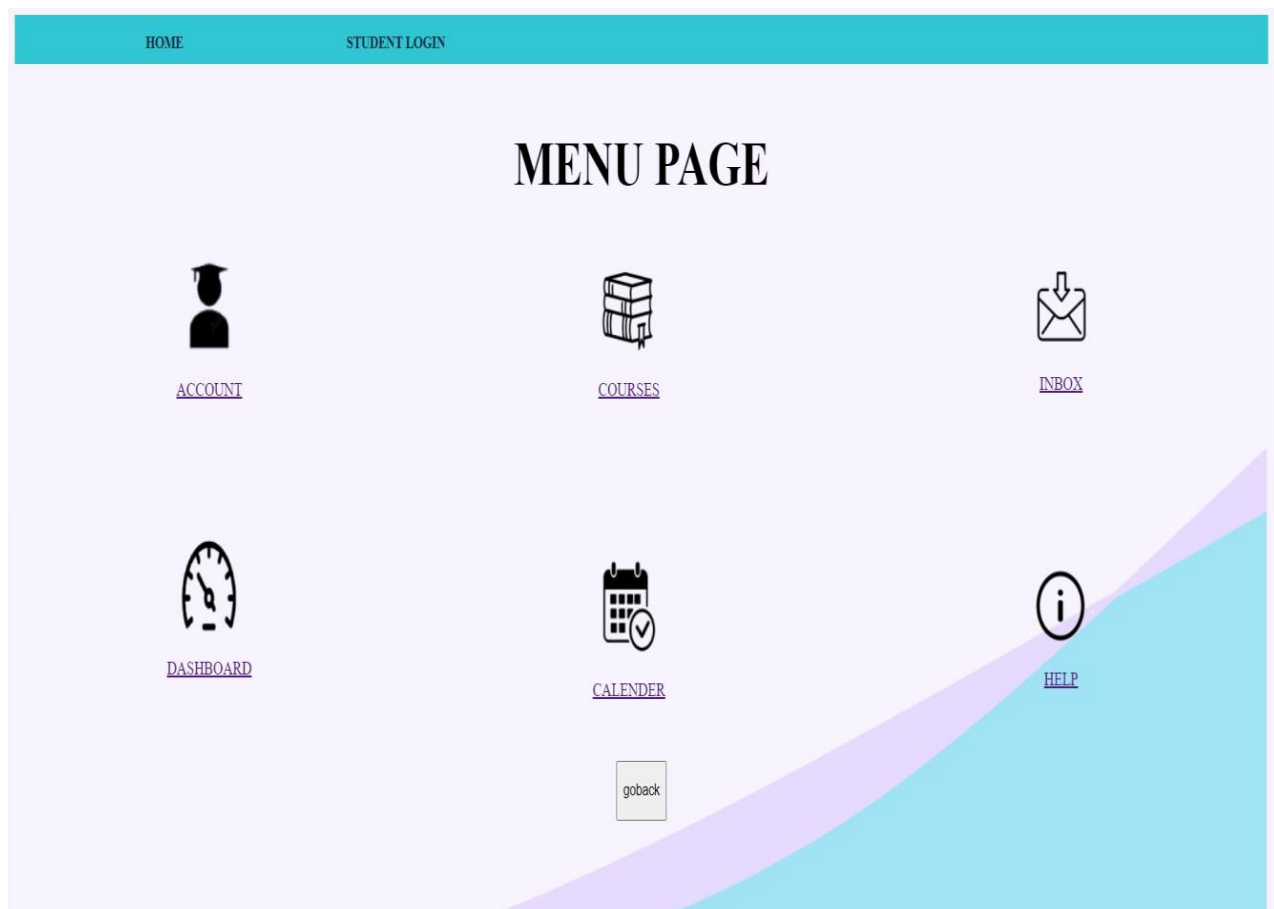 HOME STUDENT LOGIN
MENU PAGE
ACCOUNT COURSES INBOX
DASHBOARD CALENDER HELP
goback